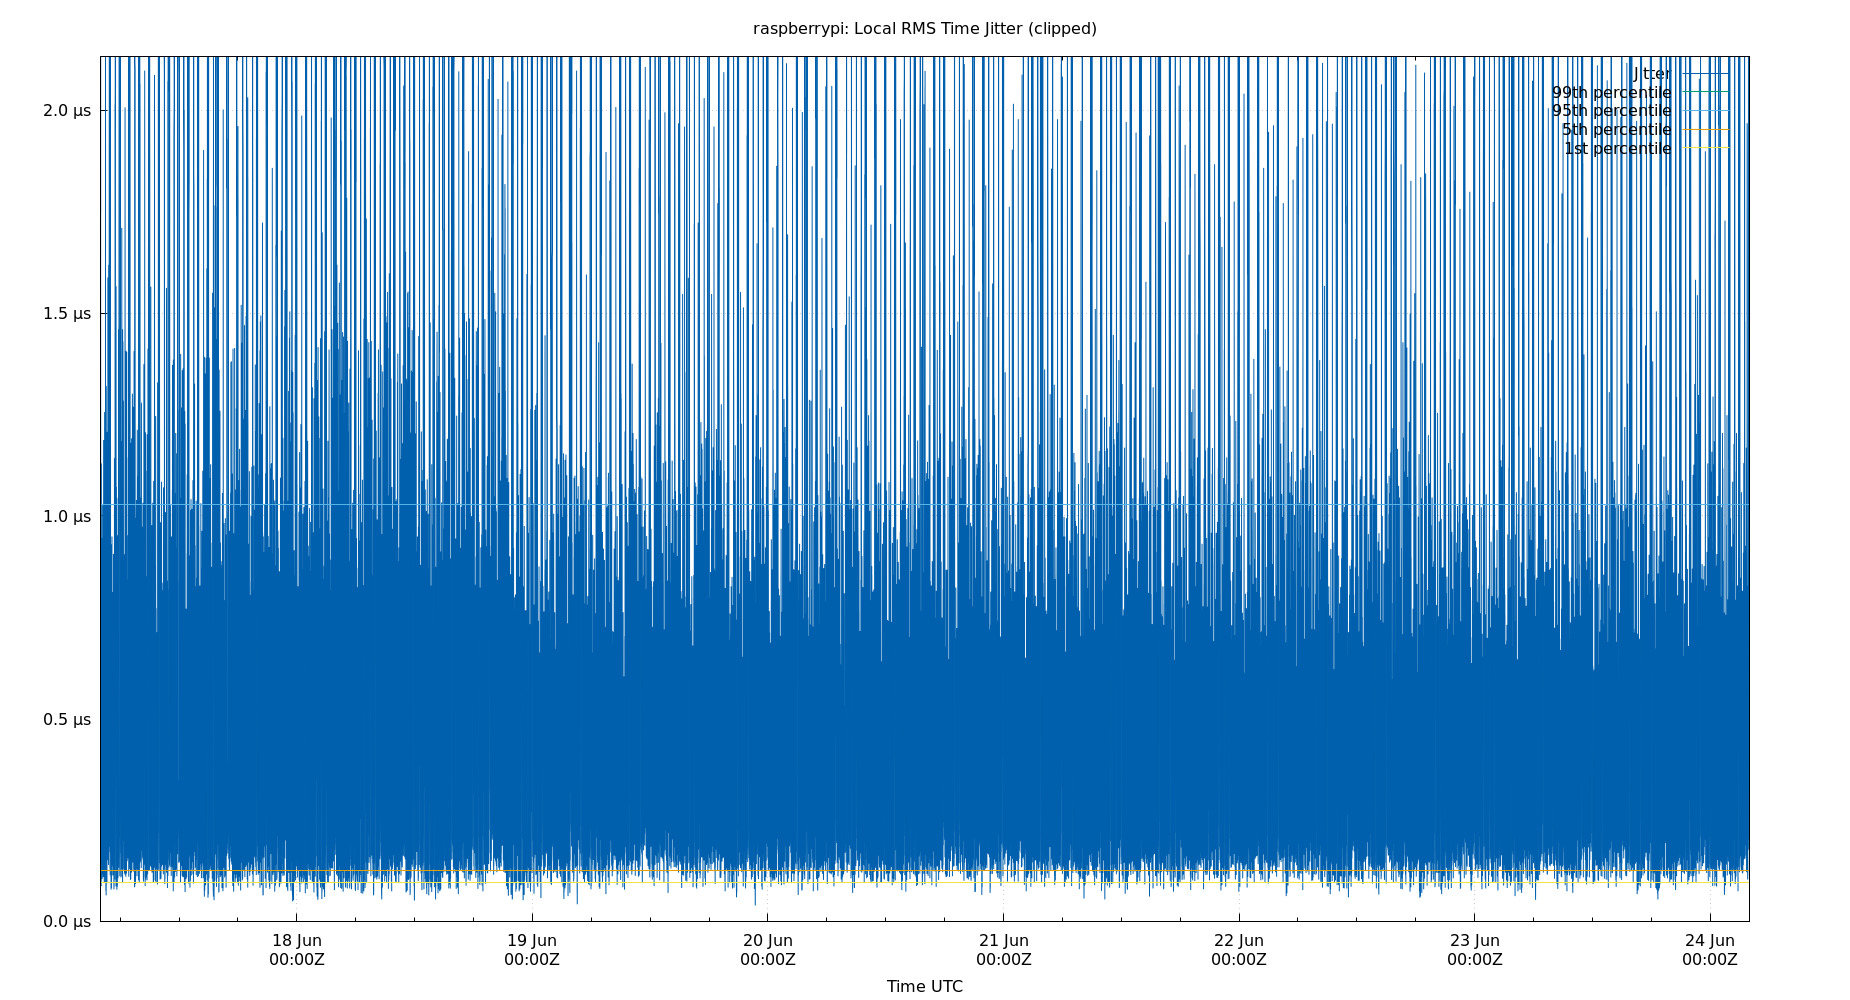 raspberrypi: Local RMS Time Jitter (clipped)
Jitter
99th percentile
95th percentile
5th percentile
1st percentile
2.0 μs
1.5 μs
1.0 μs
0.5 μs
0.0 μs
18 Jun 19 Jun 20 Jun 21 Jun 22 Jun 23 Jun 24 Jun
00:00Z 00:00Z 00:00Z 00:00Z 00:00Z 00:00Z 00:00Z
Time UTC